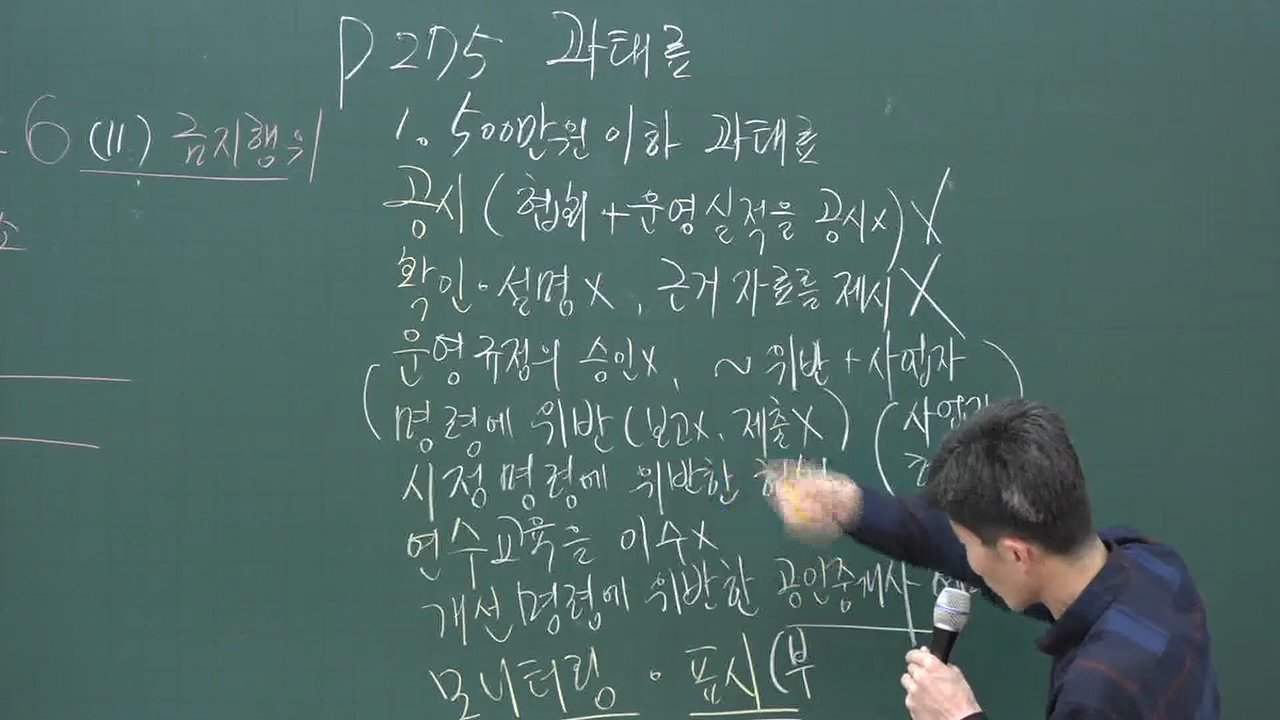 P 275 과태료
6 (11) 금지행위
1. 500만원 이하 과태료
소
공시 (협회 + 운영실적을 공시x) X
확인·설명 X, 근거 자료를 제시 X
(운영규정의 승인x, ~ 위반 + 사업자)
명령에 위반 (보고x, 제출X) (사업자
시정명령에 위반한
연수교육을 이수x
개선명령에 위반한 공인중개사
모니터링 · 표시 (부